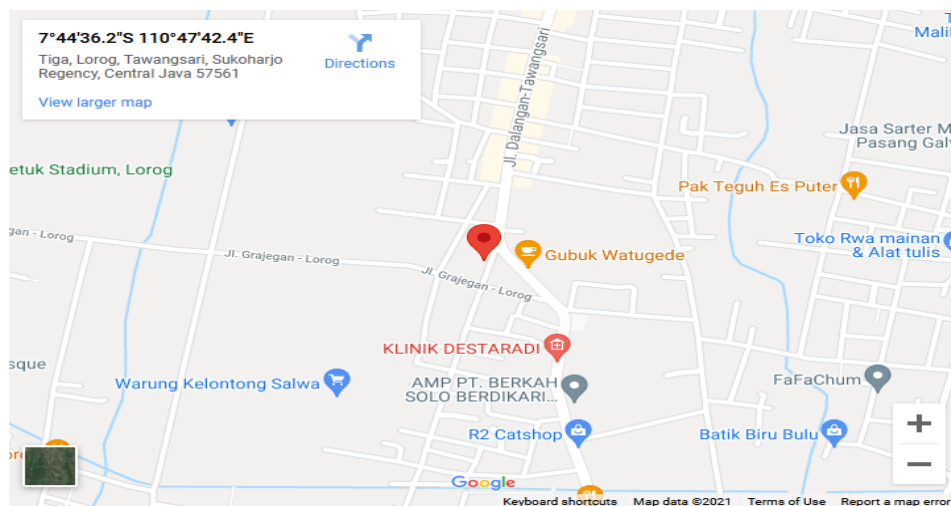 7°44'36.2"S 110°47'42.4"E
Tiga, Lorog, Tawangsari, Sukoharjo
Regency, Central Java 57561
Directions
View larger map
Jl. Dalangan-Tawangsari
Mali
Jasa Sarter M
Pasang Gal
etuk Stadium, Lorog
Pak Teguh Es Puter
gan - Lorog
Jl. Grajegan - Lorog
Toko Rwa mainan
& Alat tulis
Gubuk Watugede
Jl. Grajegan - Lorog
KLINIK DESTARADI
sque
Warung Kelontong Salwa
AMP PT. BERKAH
SOLO BERDIKARI...
FaFaChum
R2 Catshop
Batik Biru Bulu
Google
Keyboard shortcuts
Map data ©2021
Terms of Use
Report a map error